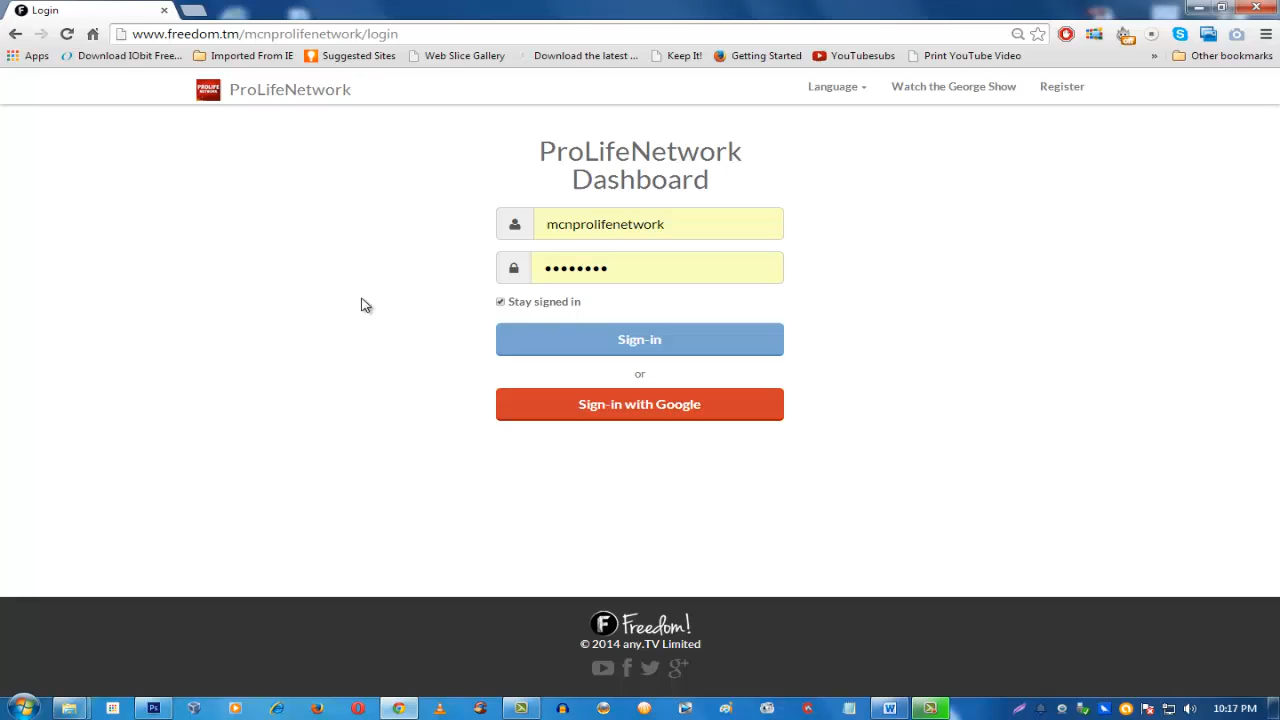 Login
www.freedom.tm/mcnprolifenetwork/login
Apps
Download IObit Free...
Imported From IE
Suggested Sites
Web Slice Gallery
Download the latest ...
Keep It!
Getting Started
YouTubesubs
Print YouTube Video
»
Other bookmarks
PROLIFE
NETWORK
ProLifeNetwork
Language
Watch the George Show
Register
ProLifeNetwork
Dashboard
mcnprolifenetwork
••••••••
Stay signed in
Sign-in
or
Sign-in with Google
F Freedom!
© 2014 any.TV Limited
10:17 PM